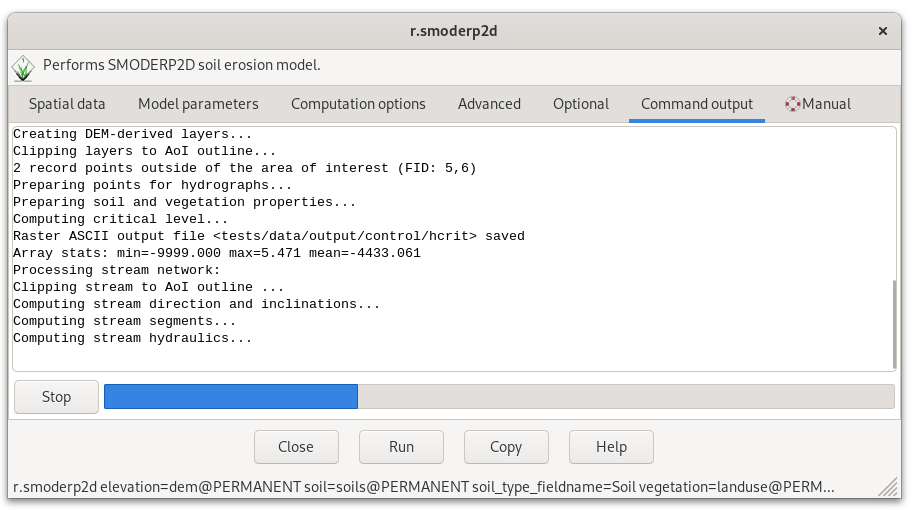 r.smoderp2d ×
Performs SMODERP2D soil erosion model.
Spatial data Model parameters Computation options Advanced Optional Command output Manual
Creating DEM-derived layers...
Clipping layers to AoI outline...
2 record points outside of the area of interest (FID: 5,6)
Preparing points for hydrographs...
Preparing soil and vegetation properties...
Computing critical level...
Raster ASCII output file <tests/data/output/control/hcrit> saved
Array stats: min=-9999.000 max=5.471 mean=-4433.061
Processing stream network:
Clipping stream to AoI outline ...
Computing stream direction and inclinations...
Computing stream segments...
Computing stream hydraulics...
Stop
Close Run Copy Help
r.smoderp2d elevation=dem@PERMANENT soil=soils@PERMANENT soil_type_fieldname=Soil vegetation=landuse@PERM...